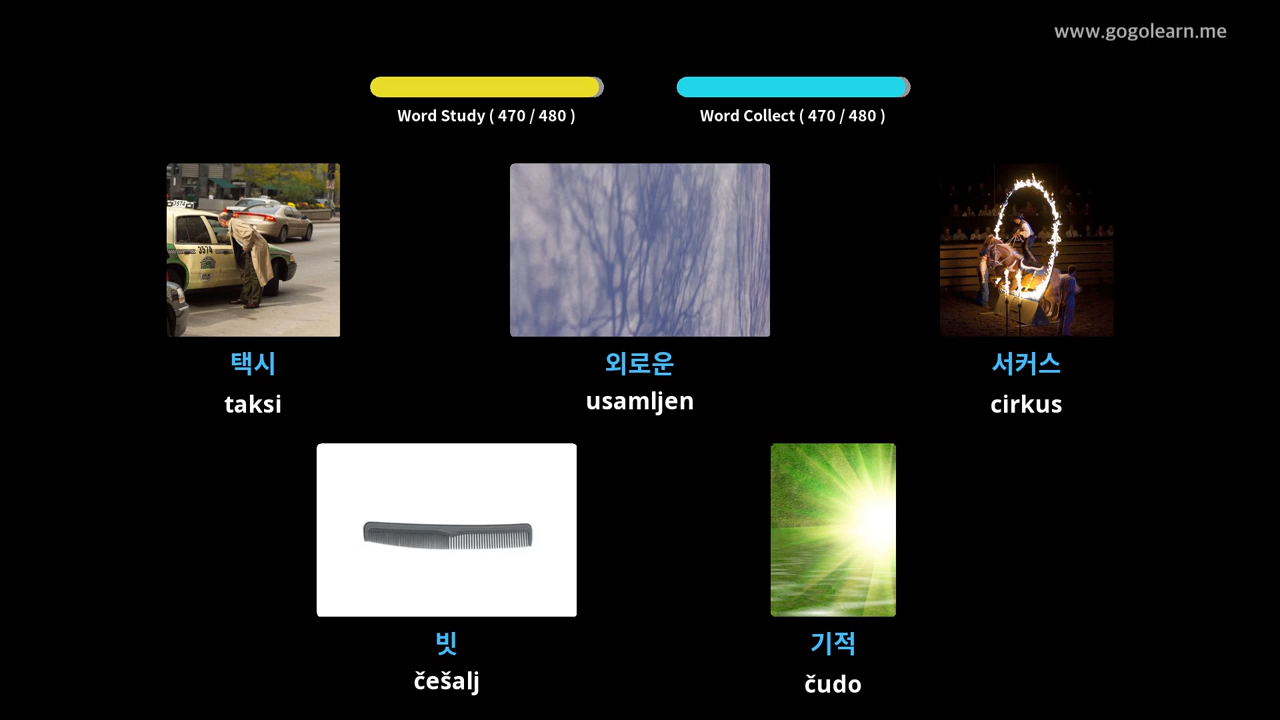 www.gogolearn.me
Word Study ( 470 / 480 )
Word Collect ( 470 / 480 )
3574
택시
외로운
서커스
taksi
usamljen
cirkus
빗
기적
češalj
čudo